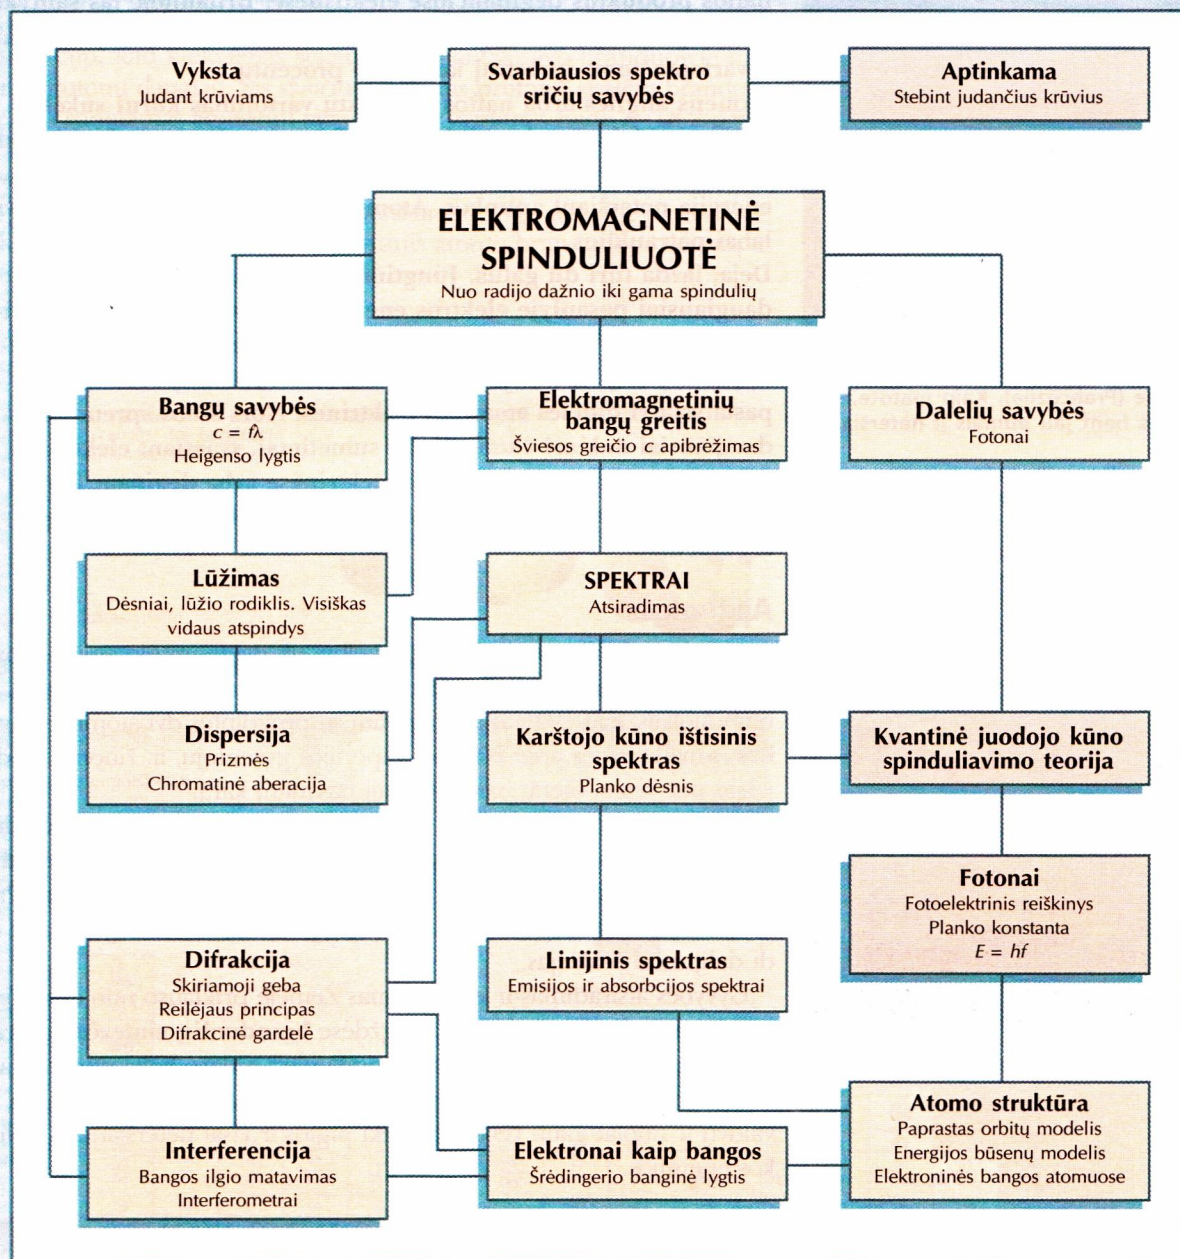 Vyksta
Judant krūviams
Svarbiausios spektro
sričių savybės
Aptinkama
Stebint judančius krūvius
ELEKTROMAGNETINĖ
SPINDULIUOTĖ
Nuo radijo dažnio iki gama spindulių
Bangų savybės
c = fλ
Heigenso lygtis
Elektromagnetinių
bangų greitis
Šviesos greičio c apibrėžimas
Dalelių savybės
Fotonai
Lūžimas
Dėsniai, lūžio rodiklis. Visiškas
vidaus atspindys
SPEKTRAI
Atsiradimas
Dispersija
Prizmės
Chromatinė aberacija
Karštojo kūno ištisinis
spektras
Planko dėsnis
Kvantinė juodojo kūno
spinduliavimo teorija
Fotonai
Fotoelektrinis reiškinys
Planko konstanta
E = hf
Difrakcija
Skiriamoji geba
Reilėjaus principas
Difrakcinė gardelė
Linijinis spektras
Emisijos ir absorbcijos spektrai
Interferencija
Bangos ilgio matavimas
Interferometrai
Elektronai kaip bangos
Šrėdingerio banginė lygtis
Atomo struktūra
Paprastas orbitų modelis
Energijos būsenų modelis
Elektroninės bangos atomuose